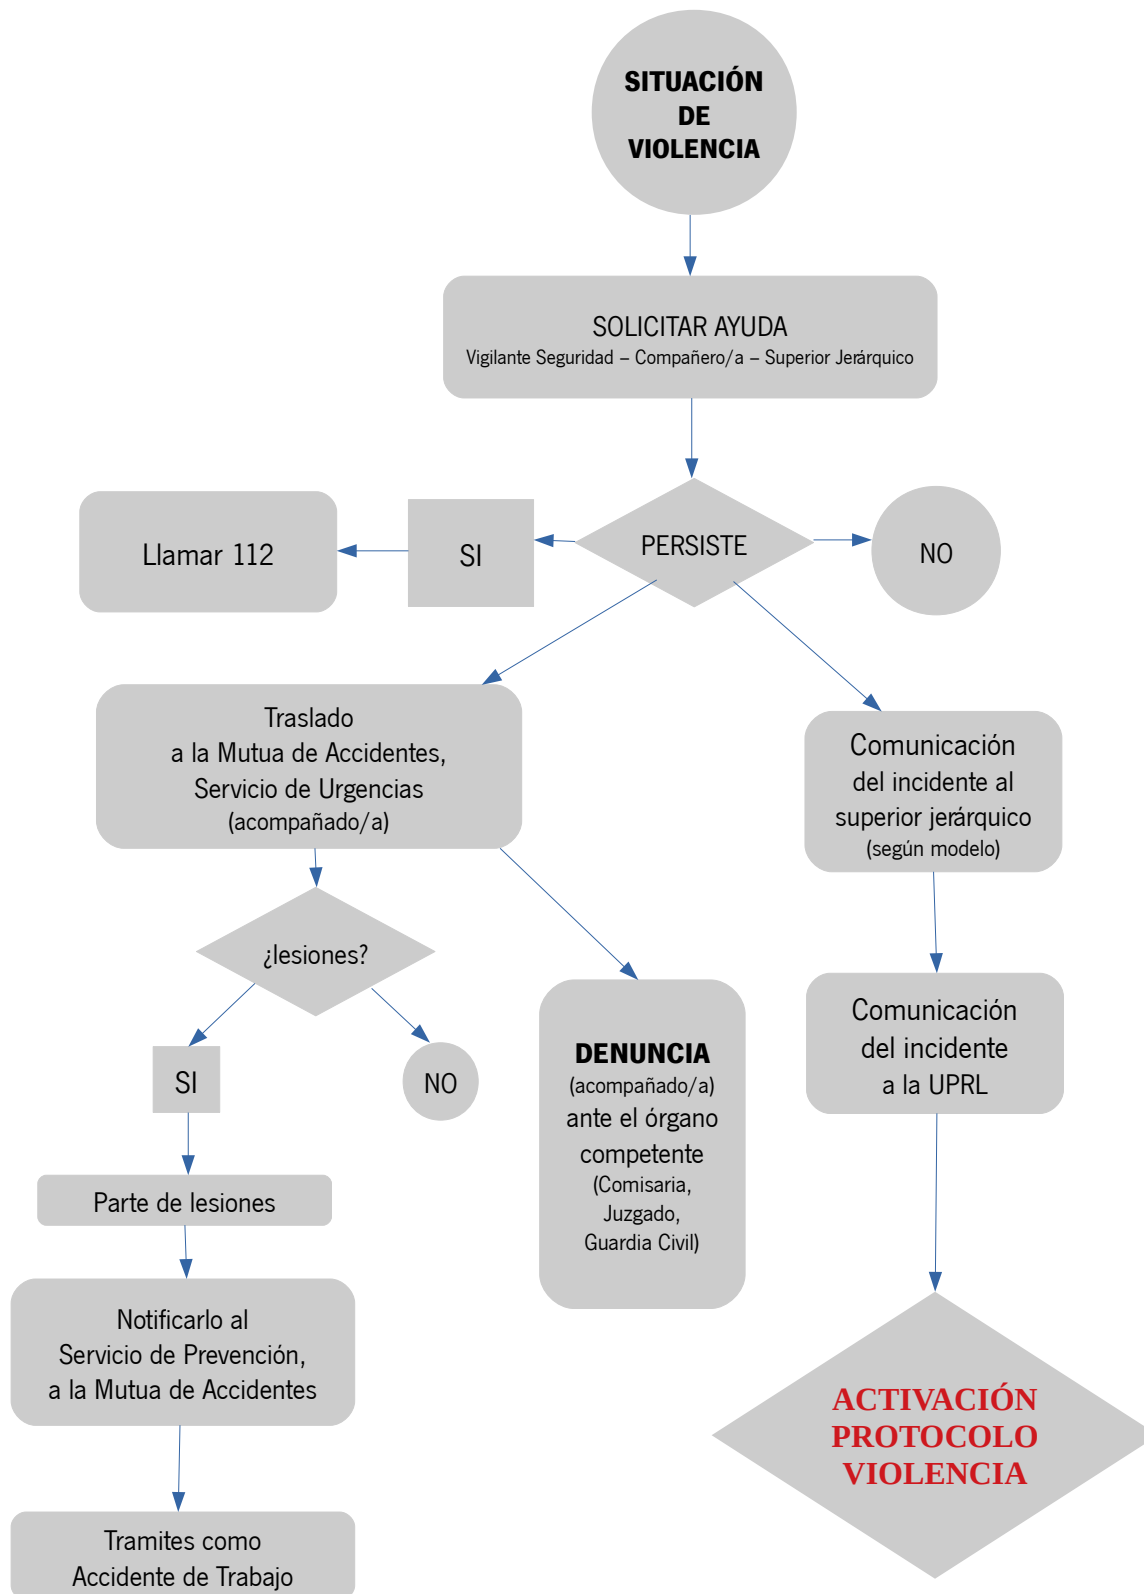 SITUACIÓN
DE
VIOLENCIA
SOLICITAR AYUDA
Vigilante Seguridad – Compañero/a – Superior Jerárquico
Llamar 112
SI
PERSISTE
NO
Traslado
a la Mutua de Accidentes,
Servicio de Urgencias
(acompañado/a)
Comunicación
del incidente al
superior jerárquico
(según modelo)
¿lesiones?
SI
NO
DENUNCIA
(acompañado/a)
ante el órgano
competente
(Comisaria,
Juzgado,
Guardia Civil)
Comunicación
del incidente
a la UPRL
Parte de lesiones
Notificarlo al
Servicio de Prevención,
a la Mutua de Accidentes
ACTIVACIÓN
PROTOCOLO
VIOLENCIA
Tramites como
Accidente de Trabajo